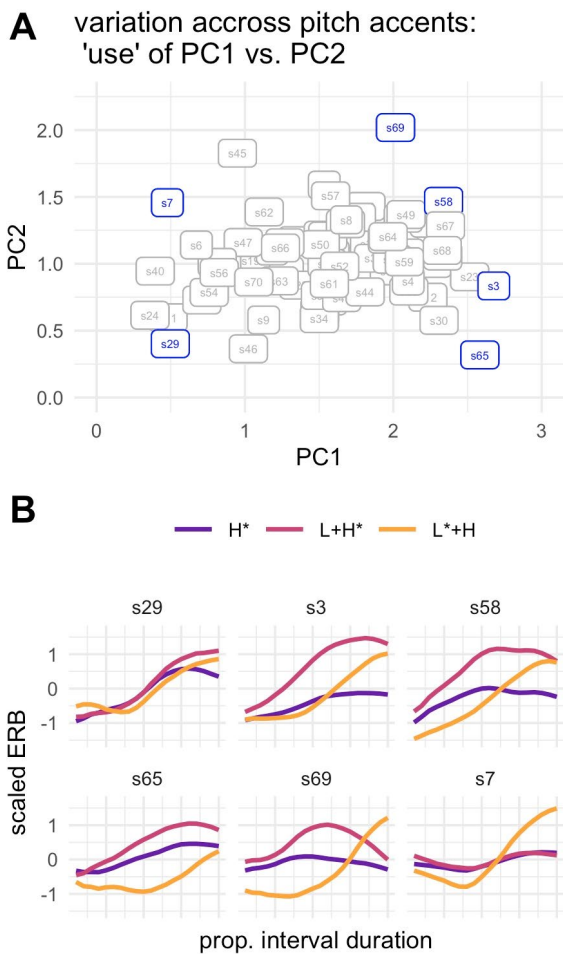 A
variation accross pitch accents:
'use' of PC1 vs. PC2
PC2
2.0
1.5
1.0
0.5
0.0
s69
s45
s7
s57
s58
s62
s8
s49
s67
s6
s47
s66
s50
s64
s68
s40
s56
s52
s59
s23
s54
s70
s63
s61
s44
s4
s3
s24
s9
s34
s30
s29
s46
s65
0
1
2
3
PC1
B
H*
L+H*
L*+H
s29
s3
s58
1
0
-1
s65
s69
s7
1
0
-1
scaled ERB
prop. interval duration